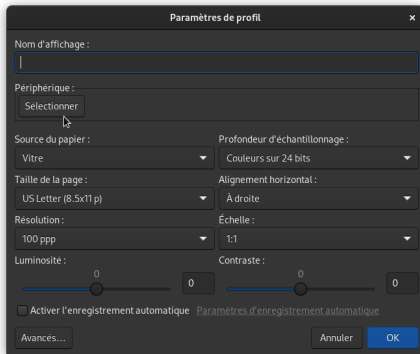 Paramètres de profil
Nom d'affichage :
Périphérique :
Sélectionner
Source du papier :
Profondeur d'échantillonnage :
Vitre
Couleurs sur 24 bits
Taille de la page :
Alignement horizontal :
US Letter (8.5x11 p)
À droite
Résolution :
Échelle :
100 ppp
1:1
Luminosité :
Contraste :
0
0
0
0
Activer l'enregistrement automatique
Paramètres d'enregistrement automatique
Avancés...
Annuler
OK